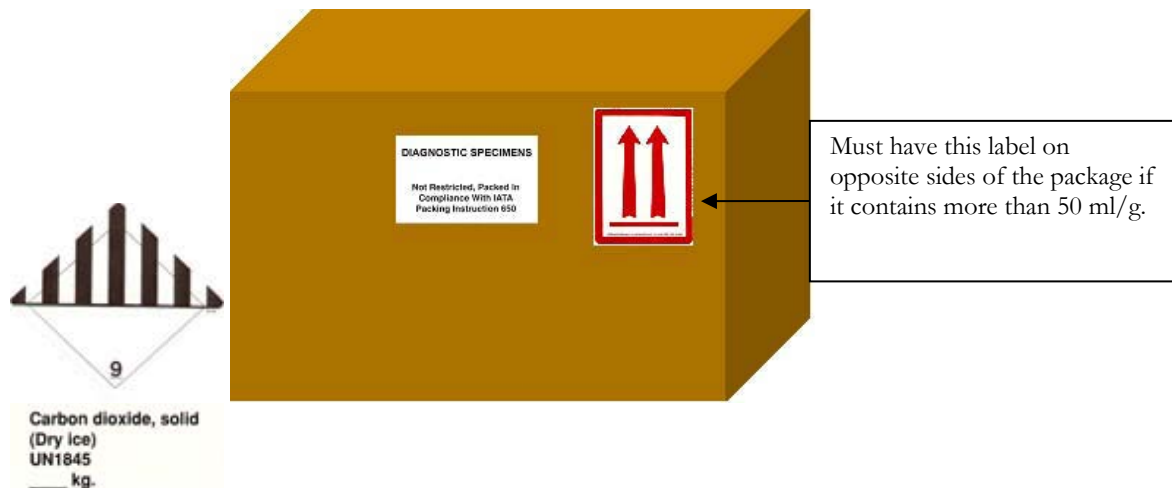 DIAGNOSTIC SPECIMENS
Not Restricted, Packed In
Compliance With IATA
Packing Instruction 650
Must have this label on
opposite sides of the package if
it contains more than 50 ml/g.
9
Carbon dioxide, solid
(Dry ice)
UN1845
____ kg.